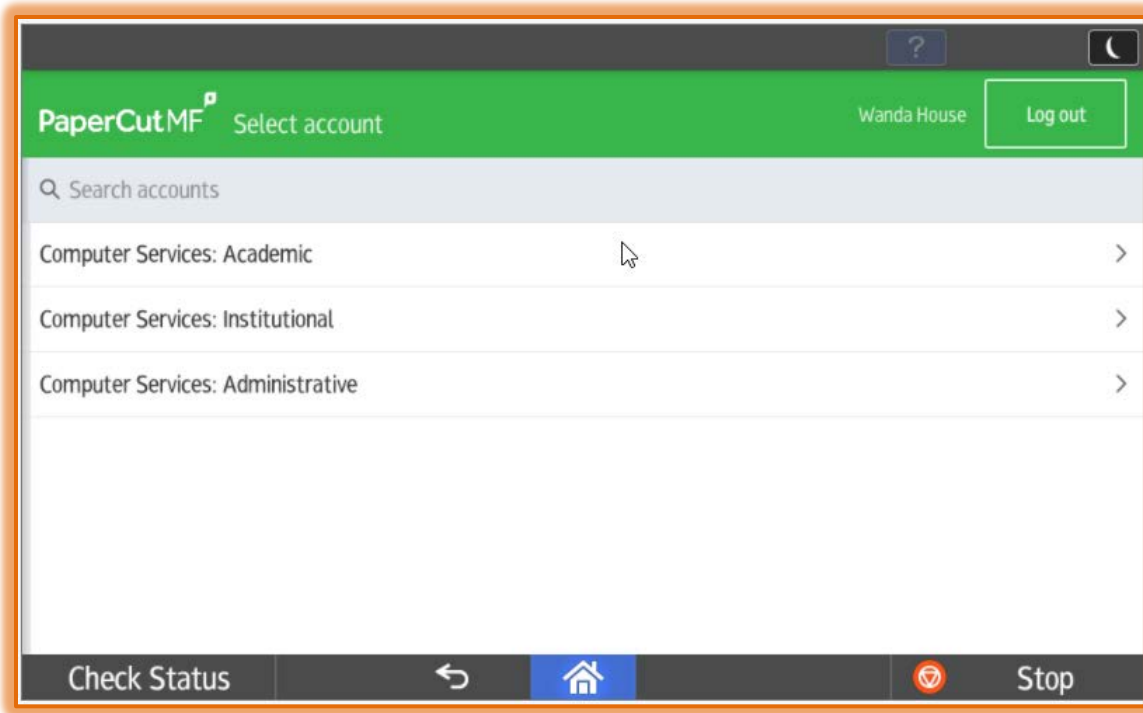 ?
PaperCutMF Select account
Wanda House
Log out
Search accounts
Computer Services: Academic
Computer Services: Institutional
Computer Services: Administrative
Check Status
Stop